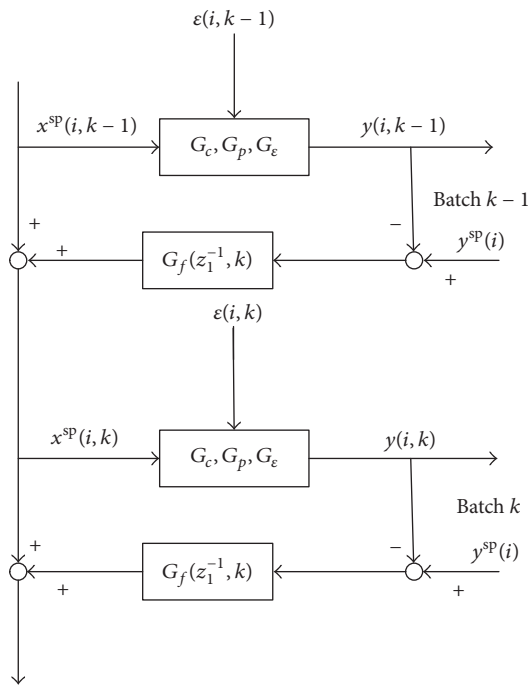 ε(i, k − 1)
x^sp(i, k − 1)
G_c, G_p, G_ε
y(i, k − 1)
Batch k − 1
+
+
G_f(z_1^{-1}, k)
−
y^sp(i)
+
ε(i, k)
x^sp(i, k)
G_c, G_p, G_ε
y(i, k)
Batch k
+
+
G_f(z_1^{-1}, k)
−
y^sp(i)
+